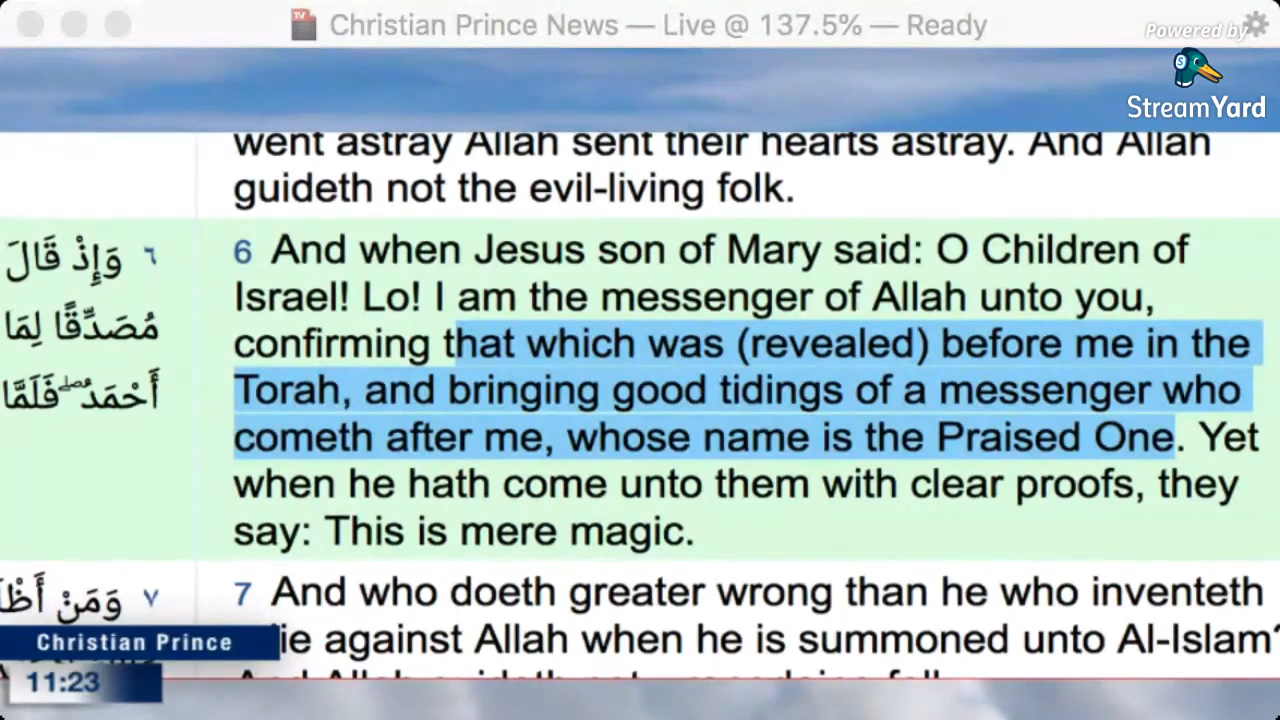 Christian Prince News — Live @ 137.5% — Ready
Powered by
StreamYard
went astray Allah sent their hearts astray. And Allah
guideth not the evil-living folk.
٦ وَإِذْ قَالَ
مُصَدِّقًا لِمَا
أَحْمَدُ ۖ فَلَمَّا
6 And when Jesus son of Mary said: O Children of
Israel! Lo! I am the messenger of Allah unto you,
confirming that which was (revealed) before me in the
Torah, and bringing good tidings of a messenger who
cometh after me, whose name is the Praised One. Yet
when he hath come unto them with clear proofs, they
say: This is mere magic.
٧ وَمَنْ
7 And who doeth greater wrong than he who inventeth
lie against Allah when he is summoned unto Al-Islam?
Christian Prince
11:23